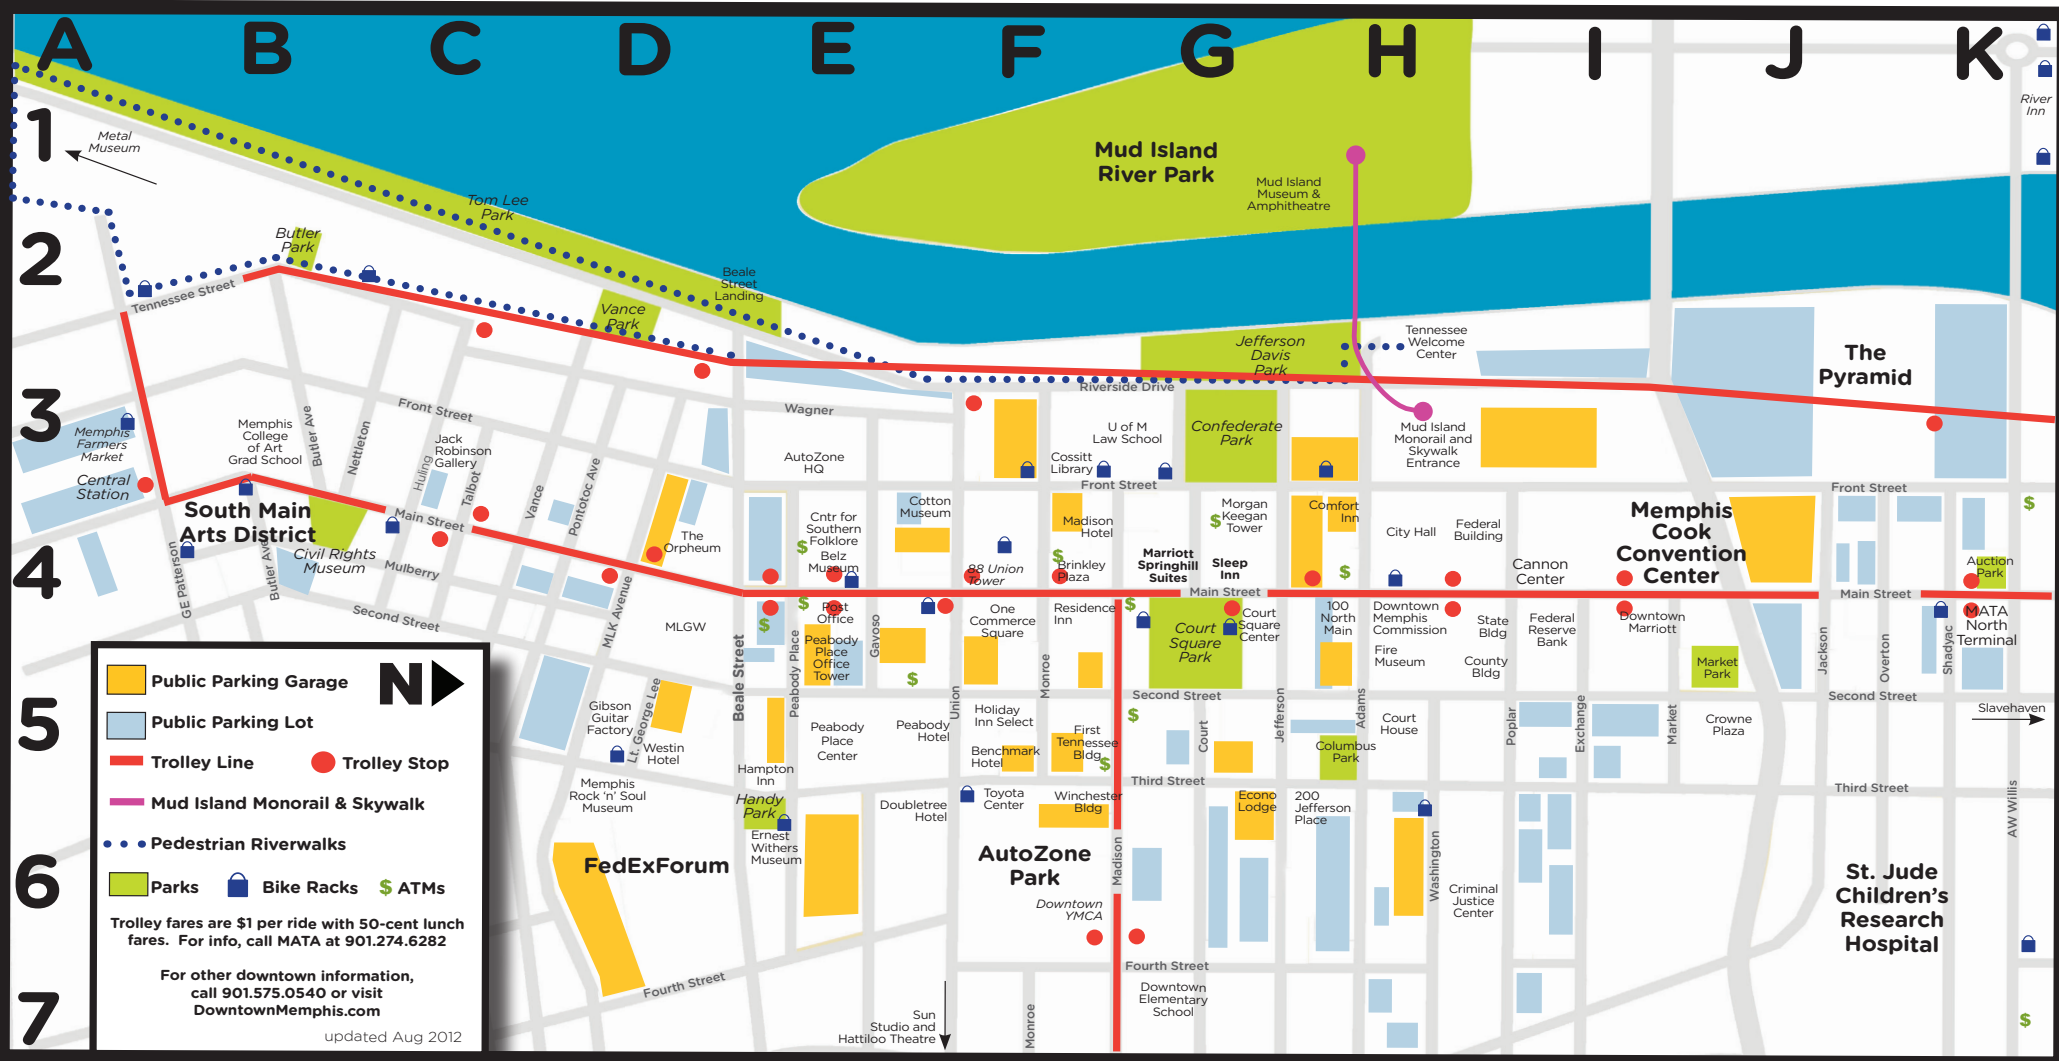 A
B
C
D
E
F
G
H
I
J
K
1
2
3
4
5
6
7
Metal
Museum
River
Inn
Mud Island
River Park
Mud Island
Museum &
Amphitheatre
Tom Lee
Park
Butler
Park
Beale
Street
Landing
Vance
Park
Tennessee Street
Jefferson
Davis
Park
Tennessee
Welcome
Center
The
Pyramid
Riverside Drive
Wagner
Front Street
Memphis
Farmers
Market
Central
Station
Memphis
College
of Art
Grad School
Butler Ave
Nettleton
Huling
Jack
Robinson
Gallery
Talbot
Vance
Pontotoc Ave
AutoZone
HQ
U of M
Law School
Cossitt
Library
Confederate
Park
Mud Island
Monorail and
Skywalk
Entrance
Front Street
Front Street
South Main
Arts District
Main Street
Civil Rights
Museum
Mulberry
GE Patterson
Butler Ave
Second Street
The
Orpheum
MLK Avenue
MLGW
Cntr for
Southern
Folklore
Belz
Museum
Cotton
Museum
88 Union
Tower
Madison
Hotel
Brinkley
Plaza
Morgan
Keegan
Tower
Marriott
Springhill
Suites
Sleep
Inn
Comfort
Inn
City Hall
Federal
Building
Cannon
Center
Memphis
Cook
Convention
Center
Auction
Park
Main Street
Main Street
Post
Office
Peabody
Place
Office
Tower
Gavoso
One
Commerce
Square
Residence
Inn
Court
Square
Park
Court
Square
Center
100
North
Main
Downtown
Memphis
Commission
Fire
Museum
State
Bldg
County
Bldg
Federal
Reserve
Bank
Downtown
Marriott
Market
Park
MATA
North
Terminal
Jackson
Overton
Shadyac
Beale Street
Peabody Place
Union
Monroe
Second Street
Second Street
Slavehaven
Gibson
Guitar
Factory
Lt. George Lee
Westin
Hotel
Memphis
Rock 'n' Soul
Museum
Hampton
Inn
Peabody
Place
Center
Peabody
Hotel
Holiday
Inn Select
Benchmark
Hotel
First
Tennessee
Bldg
Court
Jefferson
Adams
Columbus
Park
Court
House
Poplar
Exchange
Market
Crowne
Plaza
Third Street
Third Street
AW Willis
Handy
Park
Ernest
Withers
Museum
Doubletree
Hotel
Toyota
Center
Winchester
Bldg
Econo
Lodge
200
Jefferson
Place
FedExForum
AutoZone
Park
Madison
Washington
Criminal
Justice
Center
St. Jude
Children's
Research
Hospital
Downtown
YMCA
Fourth Street
Fourth Street
Sun
Studio and
Hattiloo Theatre
Monroe
Downtown
Elementary
School
N
Public Parking Garage
Public Parking Lot
Trolley Line
Trolley Stop
Mud Island Monorail & Skywalk
Pedestrian Riverwalks
Parks
Bike Racks
$ ATMs
Trolley fares are $1 per ride with 50-cent lunch
fares. For info, call MATA at 901.274.6282
For other downtown information,
call 901.575.0540 or visit
DowntownMemphis.com
updated Aug 2012